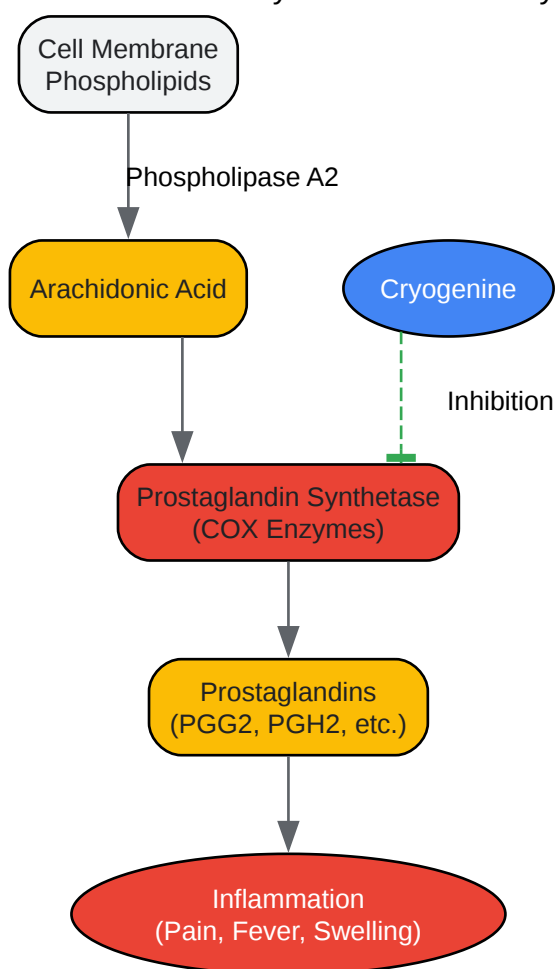 Cell Membrane
Phospholipids
Phospholipase A2
Arachidonic Acid
Cryogenine
Inhibition
Prostaglandin Synthetase
(COX Enzymes)
Prostaglandins
(PGG2, PGH2, etc.)
Inflammation
(Pain, Fever, Swelling)